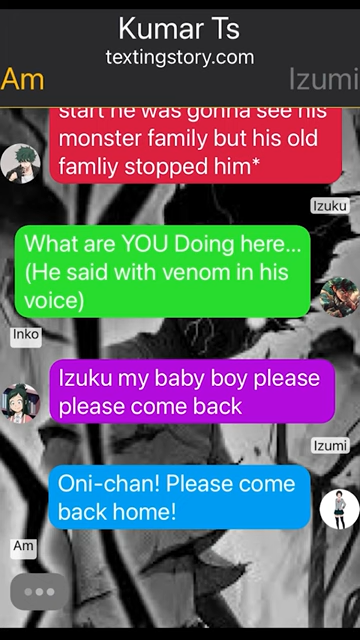 Kumar Ts
textingstory.com
Am Izumi
start he was gonna see his
monster family but his old
famliy stopped him*
Izuku
What are YOU Doing here...
(He said with venom in his
voice)
Inko
Izuku my baby boy please
please come back
Izumi
Oni-chan! Please come
back home!
Am